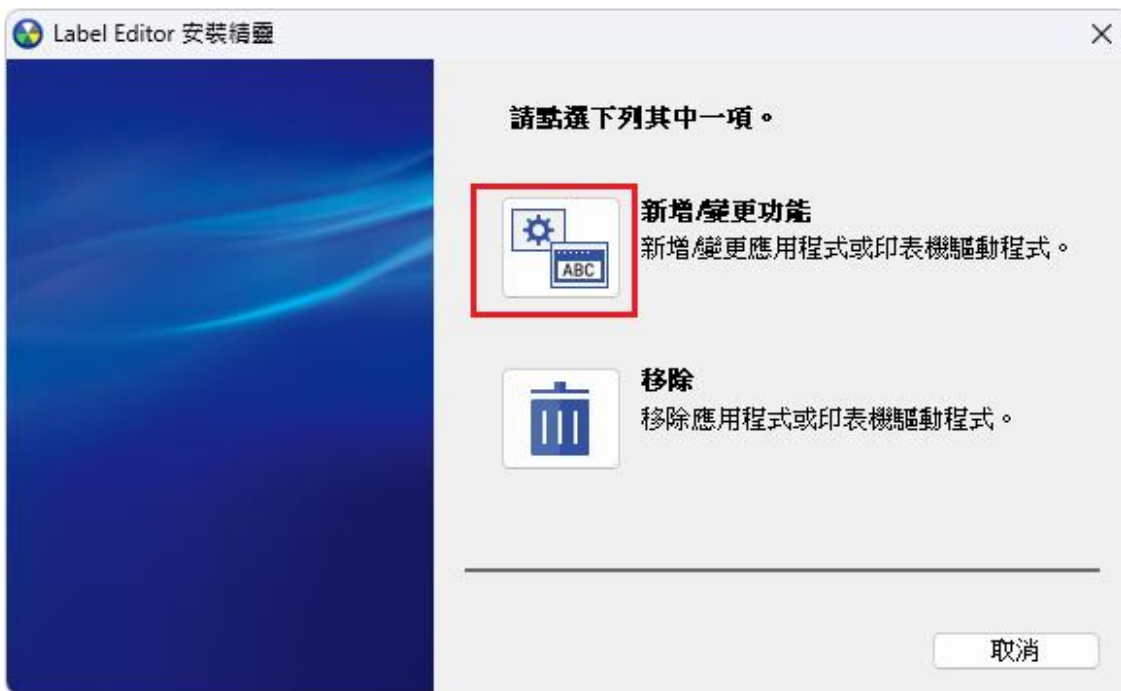 Label Editor 安裝精靈
請點選下列其中一項。
新增/變更功能
新增/變更應用程式或印表機驅動程式。
ABC
移除
移除應用程式或印表機驅動程式。
取消